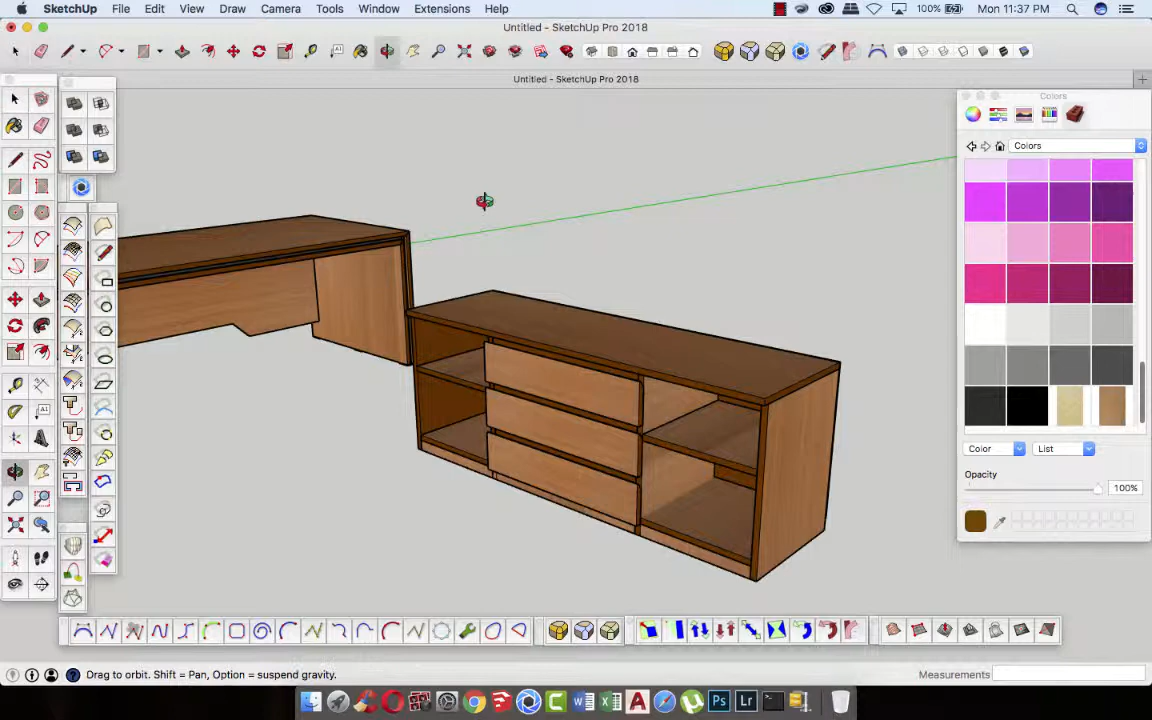 SketchUp File Edit View Draw Camera Tools Window Extensions Help 100% Mon 11:37 PM
Untitled - SketchUp Pro 2018
Untitled - SketchUp Pro 2018
Colors
Colors
Color List
Opacity
100%
Drag to orbit. Shift = Pan, Option = suspend gravity. Measurements
Ps Lr